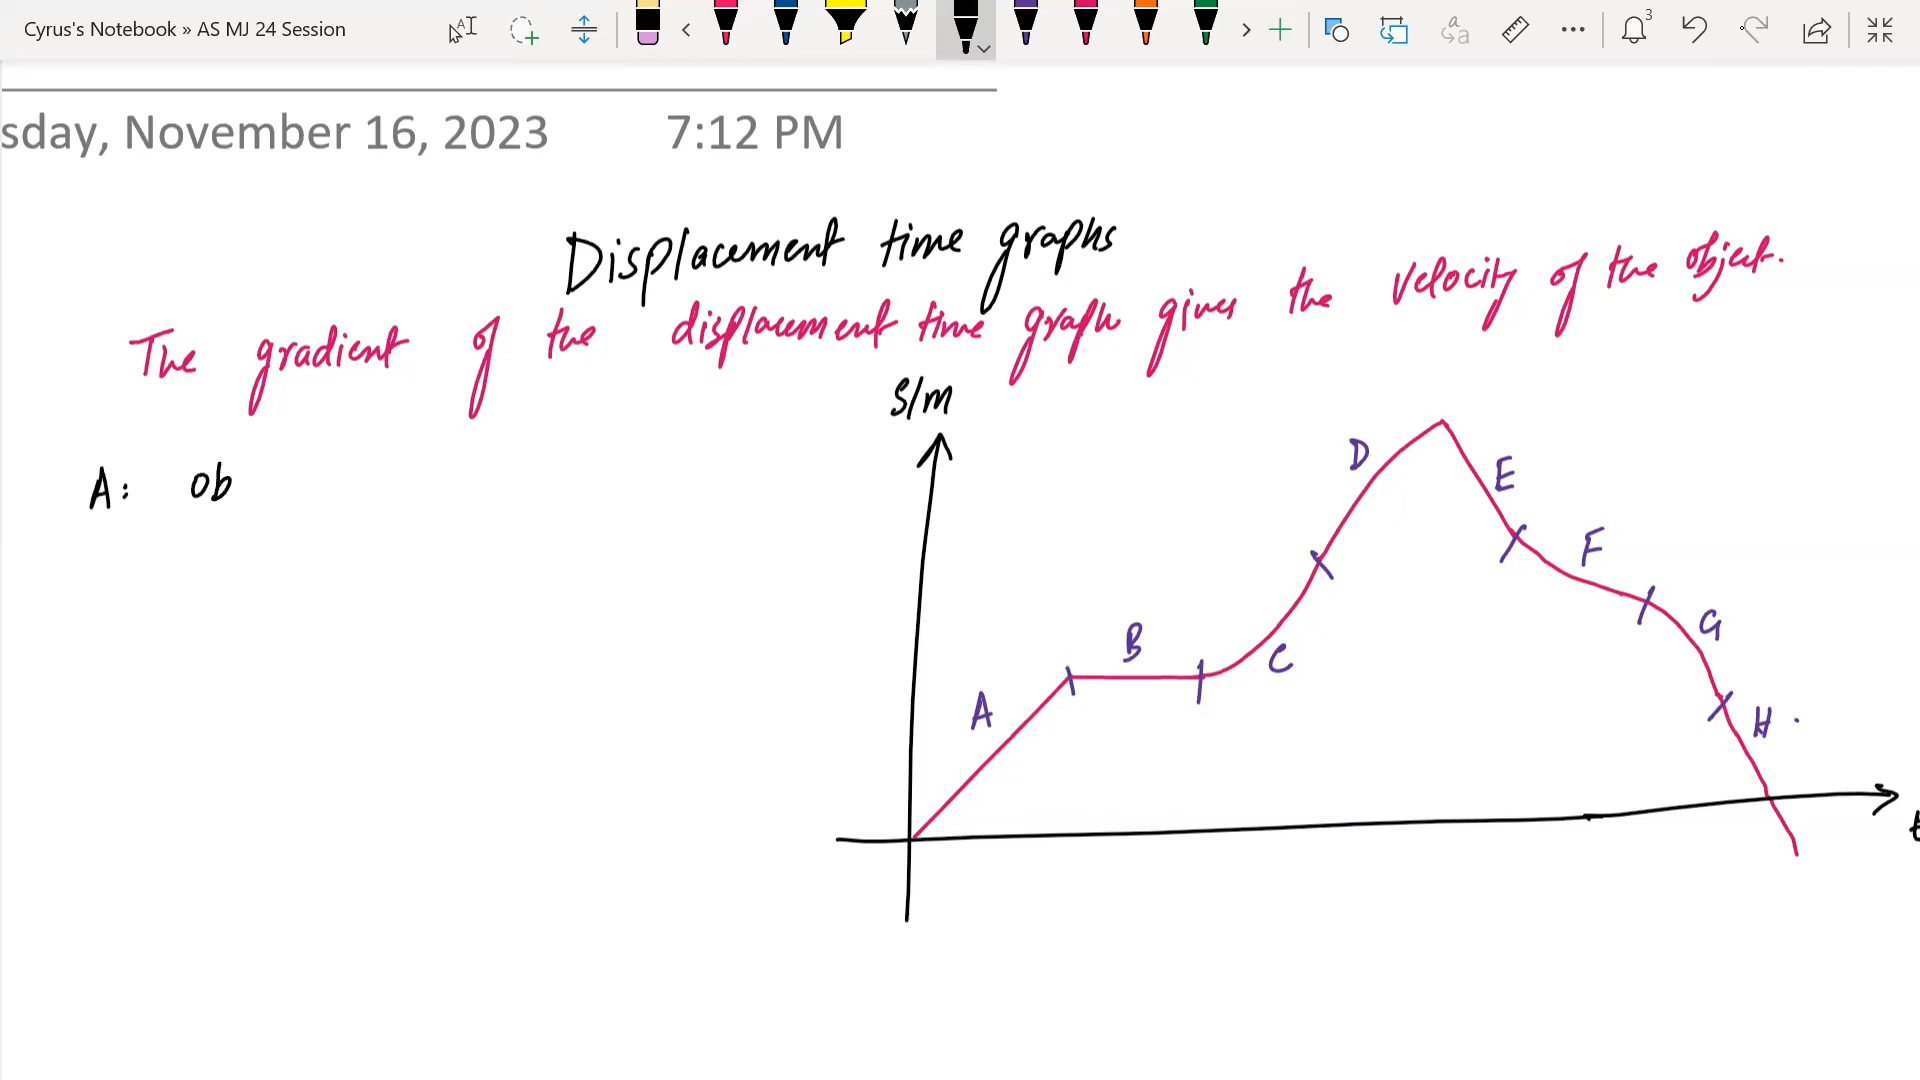 Cyrus's Notebook » AS MJ 24 Session
3
sday, November 16, 2023 7:12 PM
Displacement time graphs
The gradient of the displacement time graph gives the velocity of the object.
S/m
A: ob
D
E
F
B
G
C
A
H
t